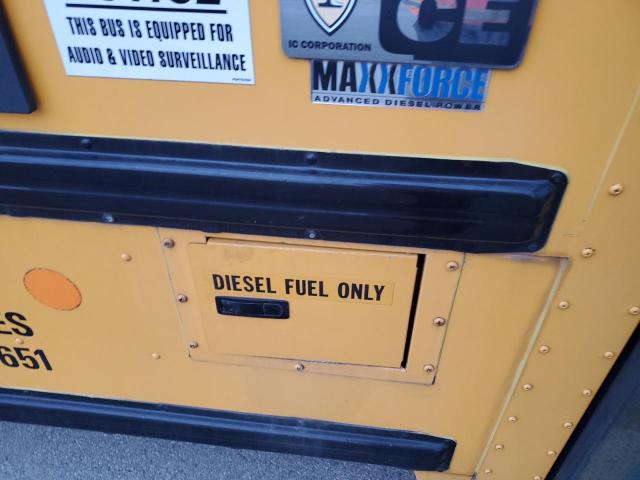 THIS BUS IS EQUIPPED FOR
AUDIO & VIDEO SURVEILLANCE
IC CORPORATION
CE
MAXXFORCE
ADVANCED DIESEL POWER
DIESEL FUEL ONLY
ES
651